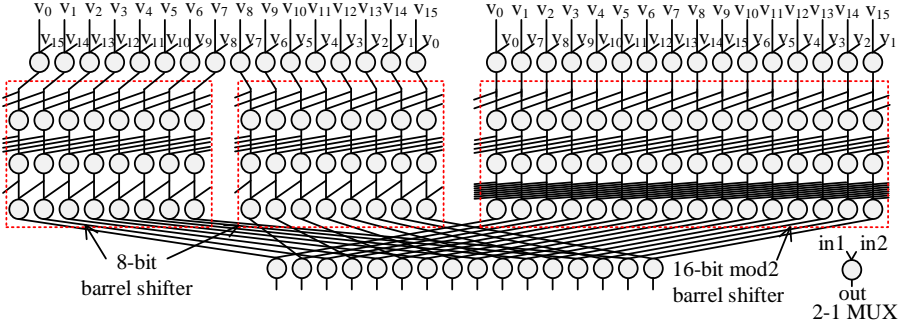 v0 v1 v2 v3 v4 v5 v6 v7 v8 v9 v10 v11 v12 v13 v14 v15 v0 v1 v2 v3 v4 v5 v6 v7 v8 v9 v10 v11 v12 v13 v14 v15
v15 v14 v13 v12 v11 v10 v9 v8 v7 v6 v5 v4 v3 v2 v1 v0 v0 v7 v8 v9 v10 v11 v12 v13 v14 v15 v6 v5 v4 v3 v2 v1
8-bit
barrel shifter
16-bit mod2
barrel shifter
in1 in2
out
2-1 MUX